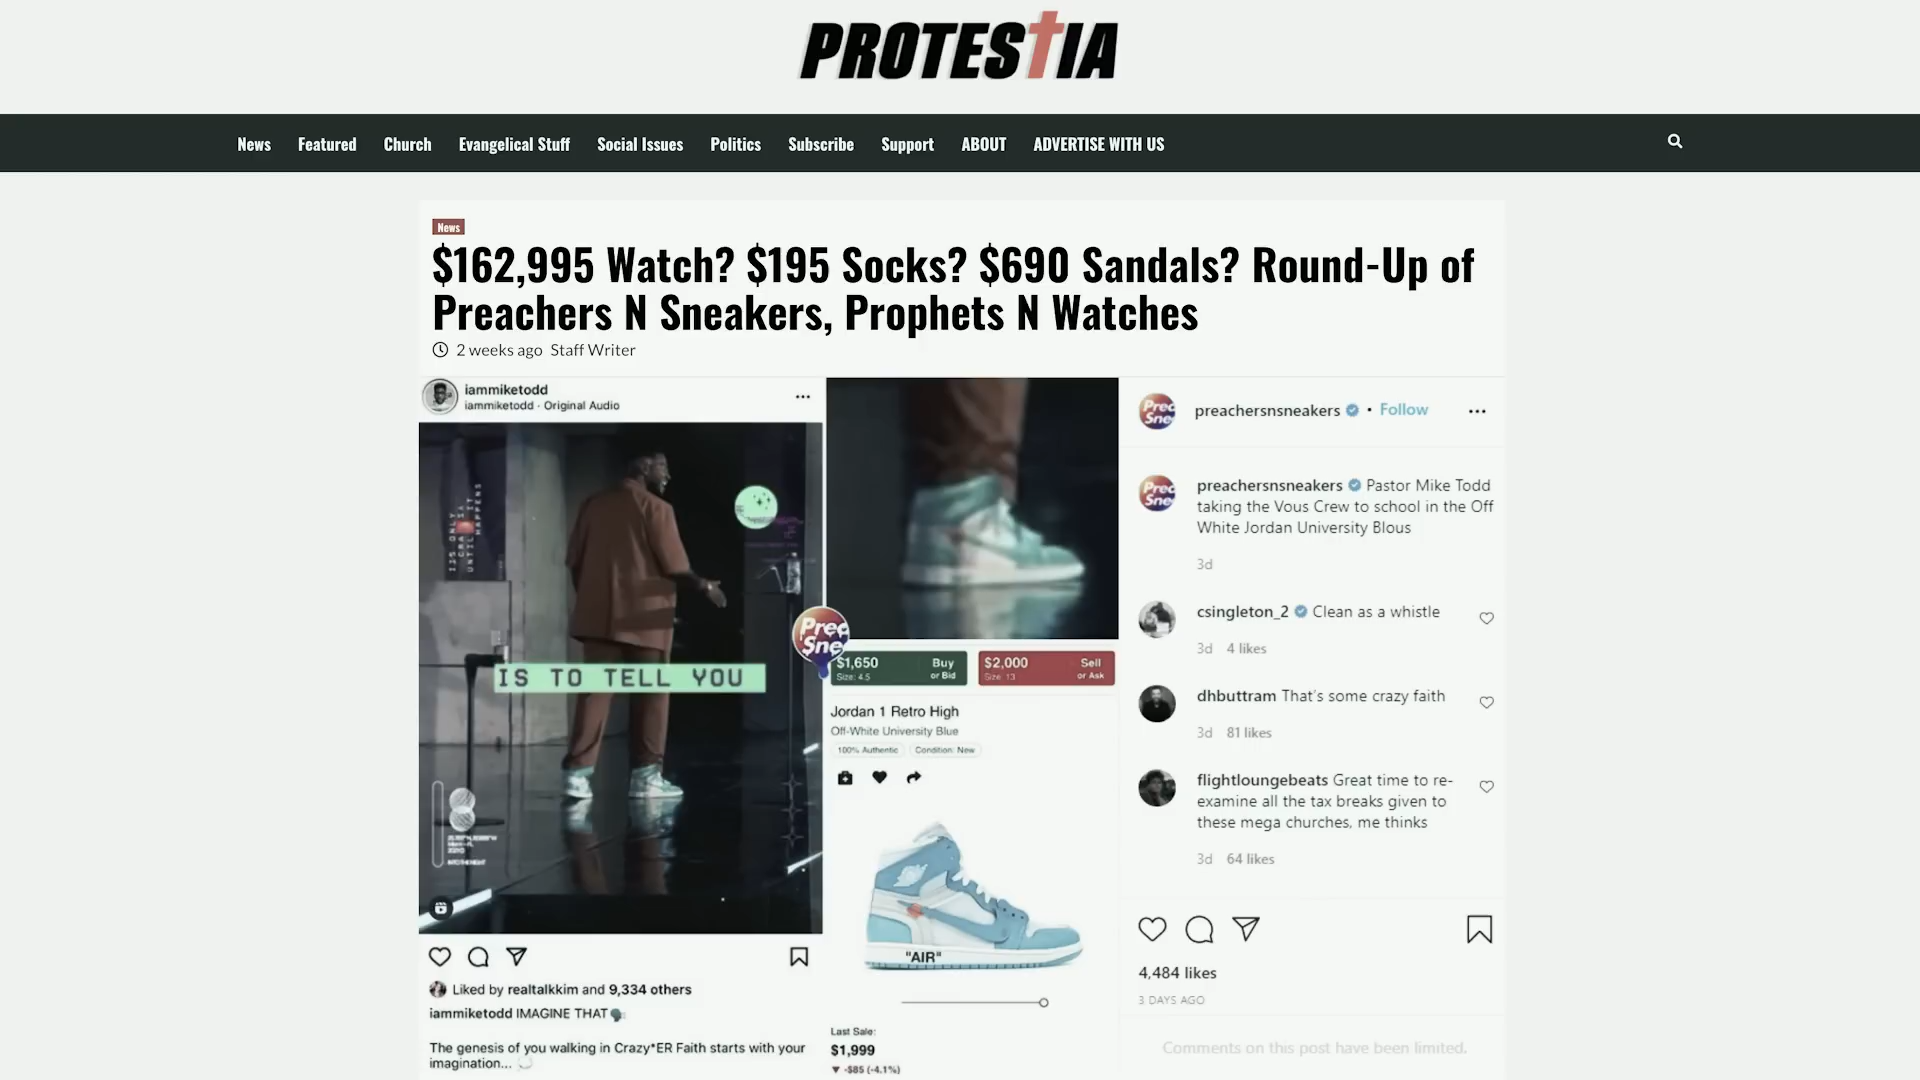 PROTESTIA
News Featured Church Evangelical Stuff Social Issues Politics Subscribe Support ABOUT ADVERTISE WITH US
News
$162,995 Watch? $195 Socks? $690 Sandals? Round-Up of
Preachers N Sneakers, Prophets N Watches
2 weeks ago Staff Writer
iammiketodd
iammiketodd · Original Audio
IS TO TELL YOU
Liked by realtalkkim and 9,334 others
iammiketodd IMAGINE THAT
The genesis of you walking in Crazy*ER Faith starts with your
imagination...
$1,650 Buy
Size: 4.5 or Bid
$2,000 Sell
Size: 13 or Ask
Jordan 1 Retro High
Off-White University Blue
100% Authentic Condition: New
"AIR"
Last Sale:
$1,999
▼ -$85 (-4.1%)
preachersnsneakers • Follow
preachersnsneakers Pastor Mike Todd
taking the Vous Crew to school in the Off
White Jordan University Blous
3d
csingleton_2 Clean as a whistle
3d 4 likes
dhbuttram That's some crazy faith
3d 81 likes
flightloungebeats Great time to re-
examine all the tax breaks given to
these mega churches, me thinks
3d 64 likes
4,484 likes
3 DAYS AGO
Comments on this post have been limited.